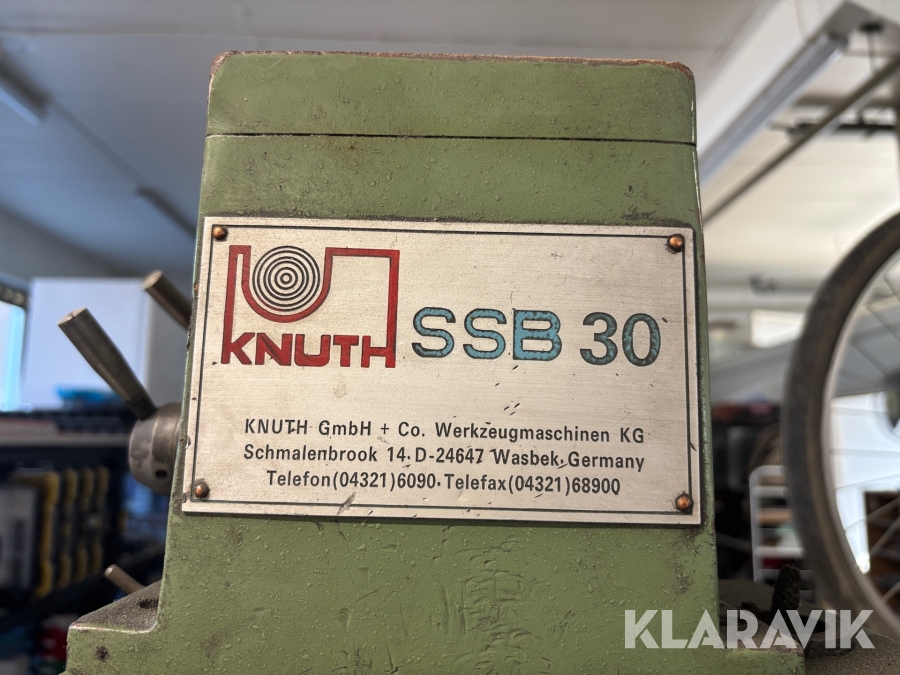 KNUTH SSB 30
KNUTH GmbH + Co. Werkzeugmaschinen KG
Schmalenbrook 14. D-24647 Wasbek, Germany
Telefon(04321)6090. Telefax(04321)68900
KLARAVIK